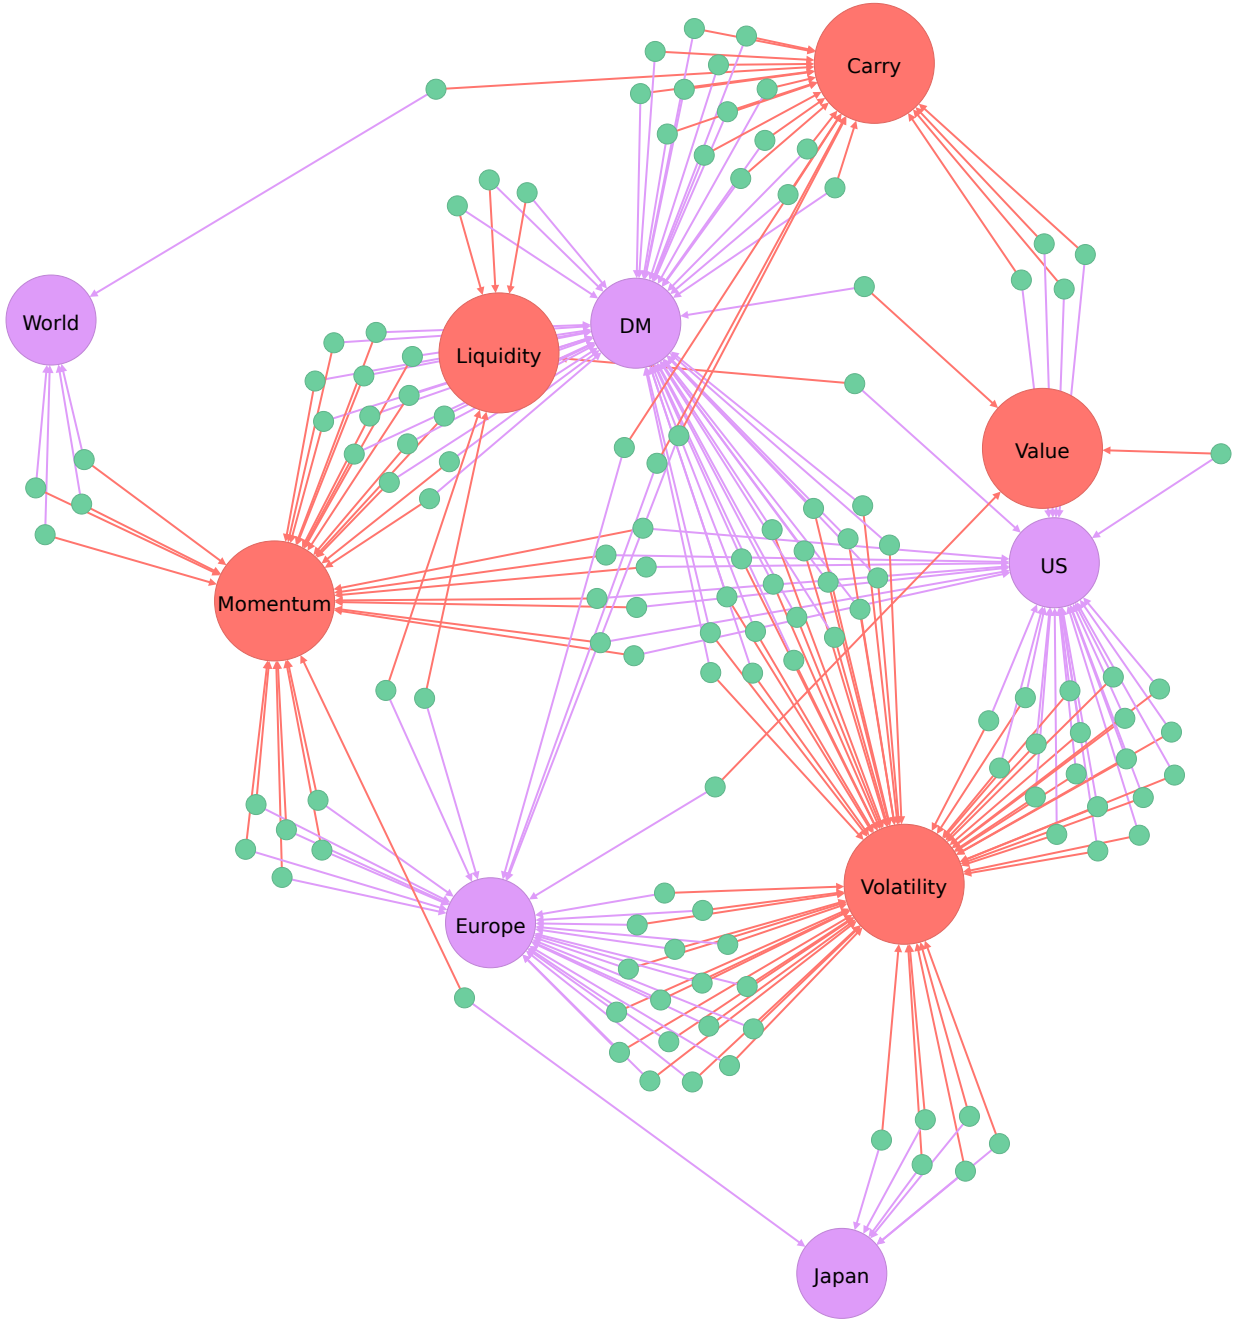 Carry
World
DM
Liquidity
Value
US
Momentum
Volatility
Europe
Japan